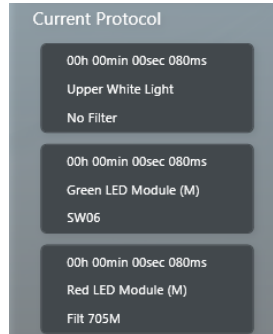 Current Protocol
00h 00min 00sec 080ms
Upper White Light
No Filter
00h 00min 00sec 080ms
Green LED Module (M)
SW06
00h 00min 00sec 080ms
Red LED Module (M)
Filt 705M